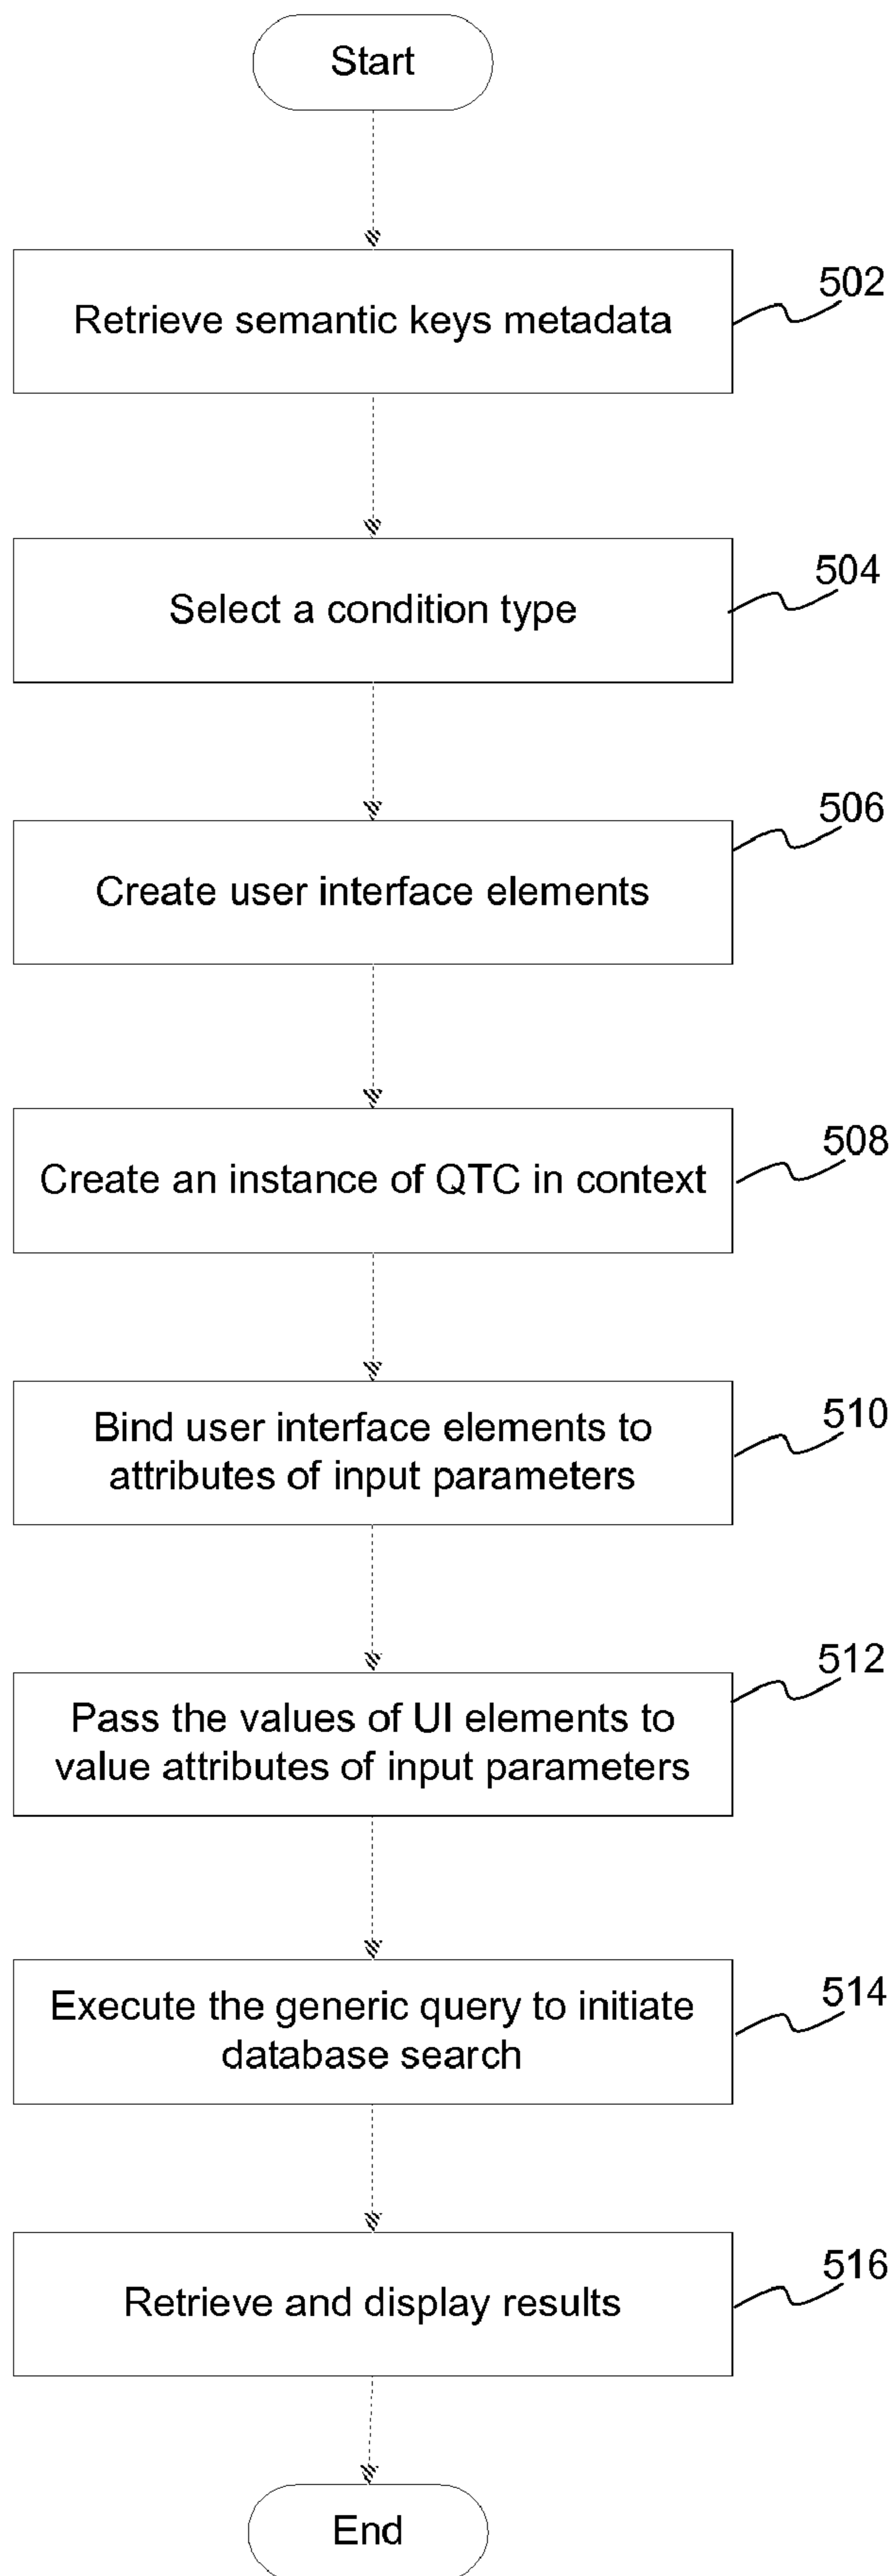 Start
Retrieve semantic keys metadata
502
Select a condition type
504
Create user interface elements
506
Create an instance of QTC in context
508
Bind user interface elements to
attributes of input parameters
510
Pass the values of UI elements to
value attributes of input parameters
512
Execute the generic query to initiate
database search
514
Retrieve and display results
516
End